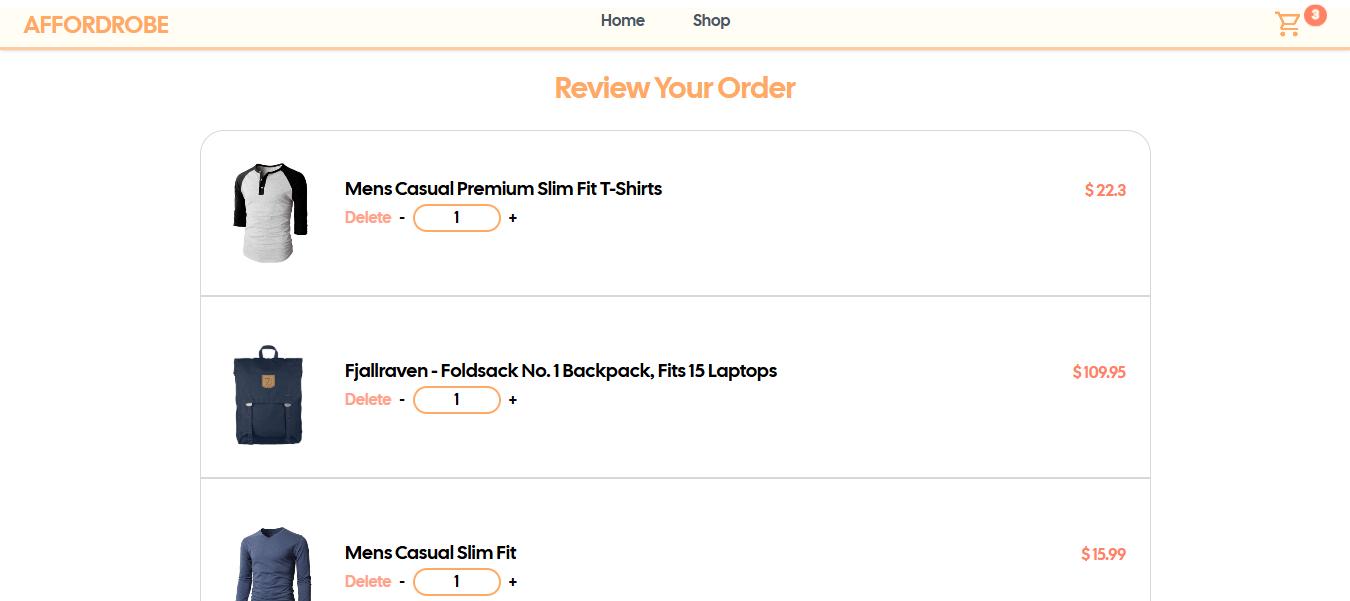 AFFORDROBE
Home
Shop
3
Review Your Order
Mens Casual Premium Slim Fit T-Shirts
$ 22.3
Delete - 1 +
Fjallraven - Foldsack No. 1 Backpack, Fits 15 Laptops
$ 109.95
Delete - 1 +
Mens Casual Slim Fit
$ 15.99
Delete - 1 +